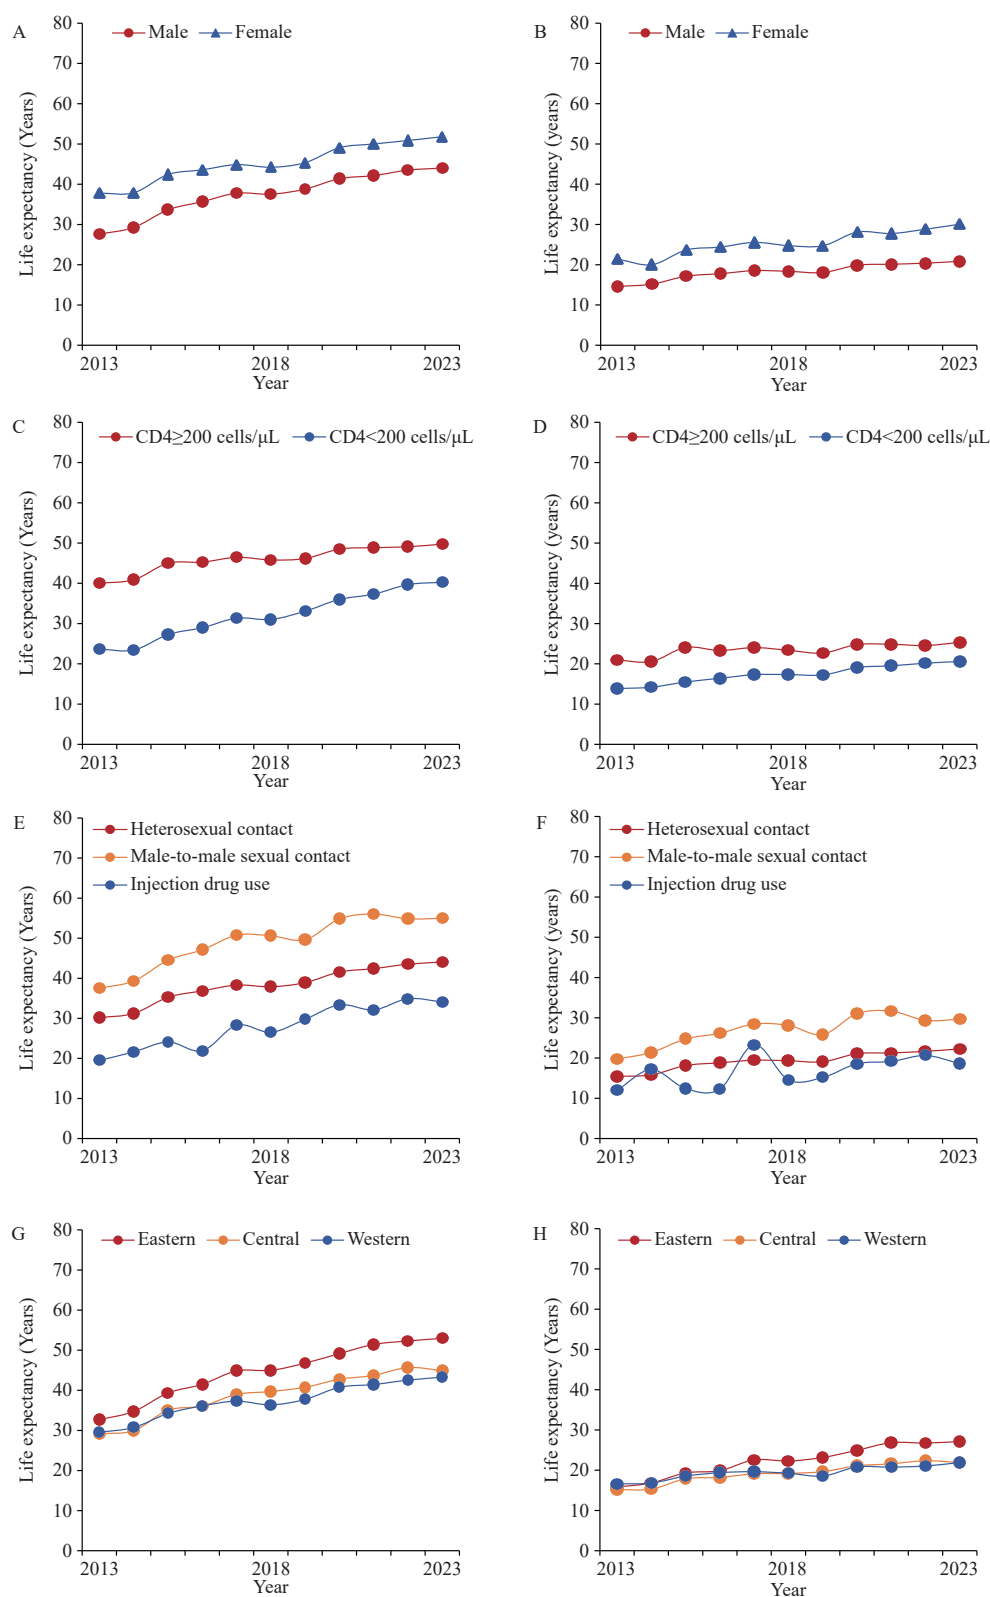 A
Male Female
80
70
60
50
40
30
20
10
0
Life expectancy (Years)
2013 2018 2023
Year
B
Male Female
80
70
60
50
40
30
20
10
0
Life expectancy (years)
2013 2018 2023
Year
C
CD4≥200 cells/μL CD4<200 cells/μL
80
70
60
50
40
30
20
10
0
Life expectancy (Years)
2013 2018 2023
Year
D
CD4≥200 cells/μL CD4<200 cells/μL
80
70
60
50
40
30
20
10
0
Life expectancy (years)
2013 2018 2023
Year
E
Heterosexual contact
Male-to-male sexual contact
Injection drug use
80
70
60
50
40
30
20
10
0
Life expectancy (Years)
2013 2018 2023
Year
F
Heterosexual contact
Male-to-male sexual contact
Injection drug use
80
70
60
50
40
30
20
10
0
Life expectancy (years)
2013 2018 2023
Year
G
Eastern Central Western
80
70
60
50
40
30
20
10
0
Life expectancy (Years)
2013 2018 2023
Year
H
Eastern Central Western
80
70
60
50
40
30
20
10
0
Life expectancy (years)
2013 2018 2023
Year